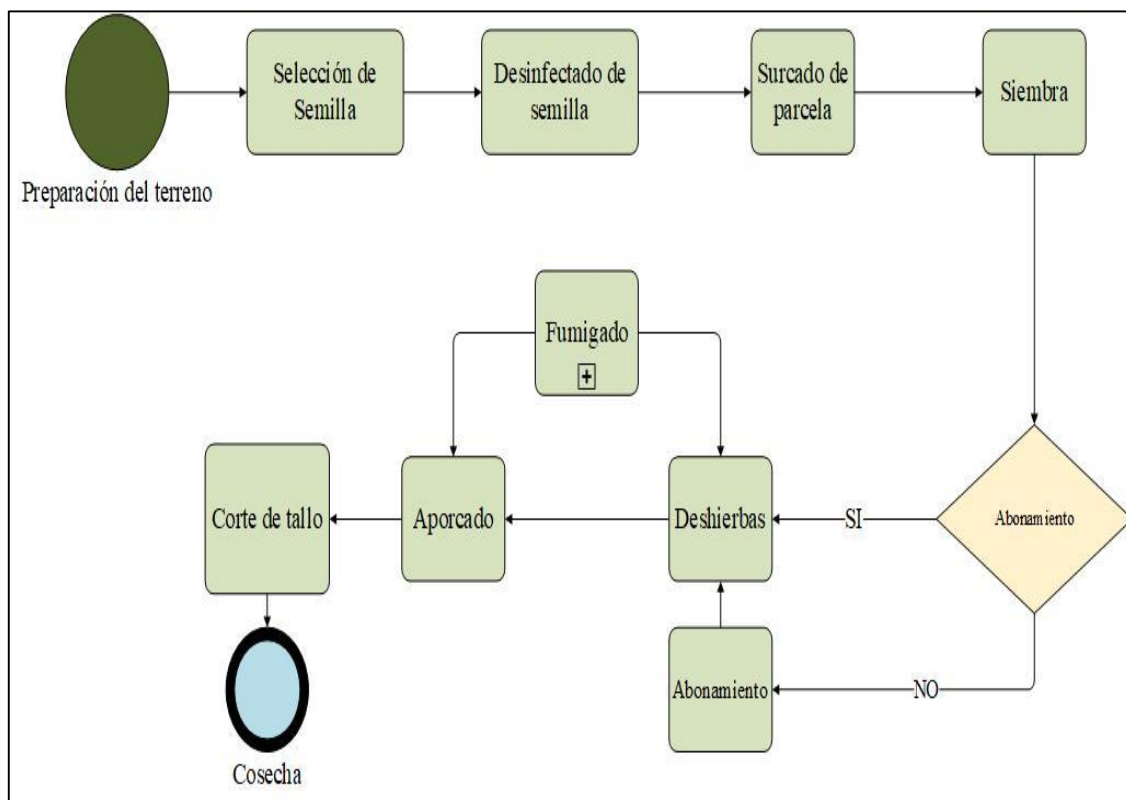 Selección de
Semilla
Desinfectado de
semilla
Surcado de
parcela
Siembra
Preparación del terreno
Fumigado
+
Corte de tallo
Aporcado
Deshierbas
SI
Abonamiento
Abonamiento
NO
Cosecha